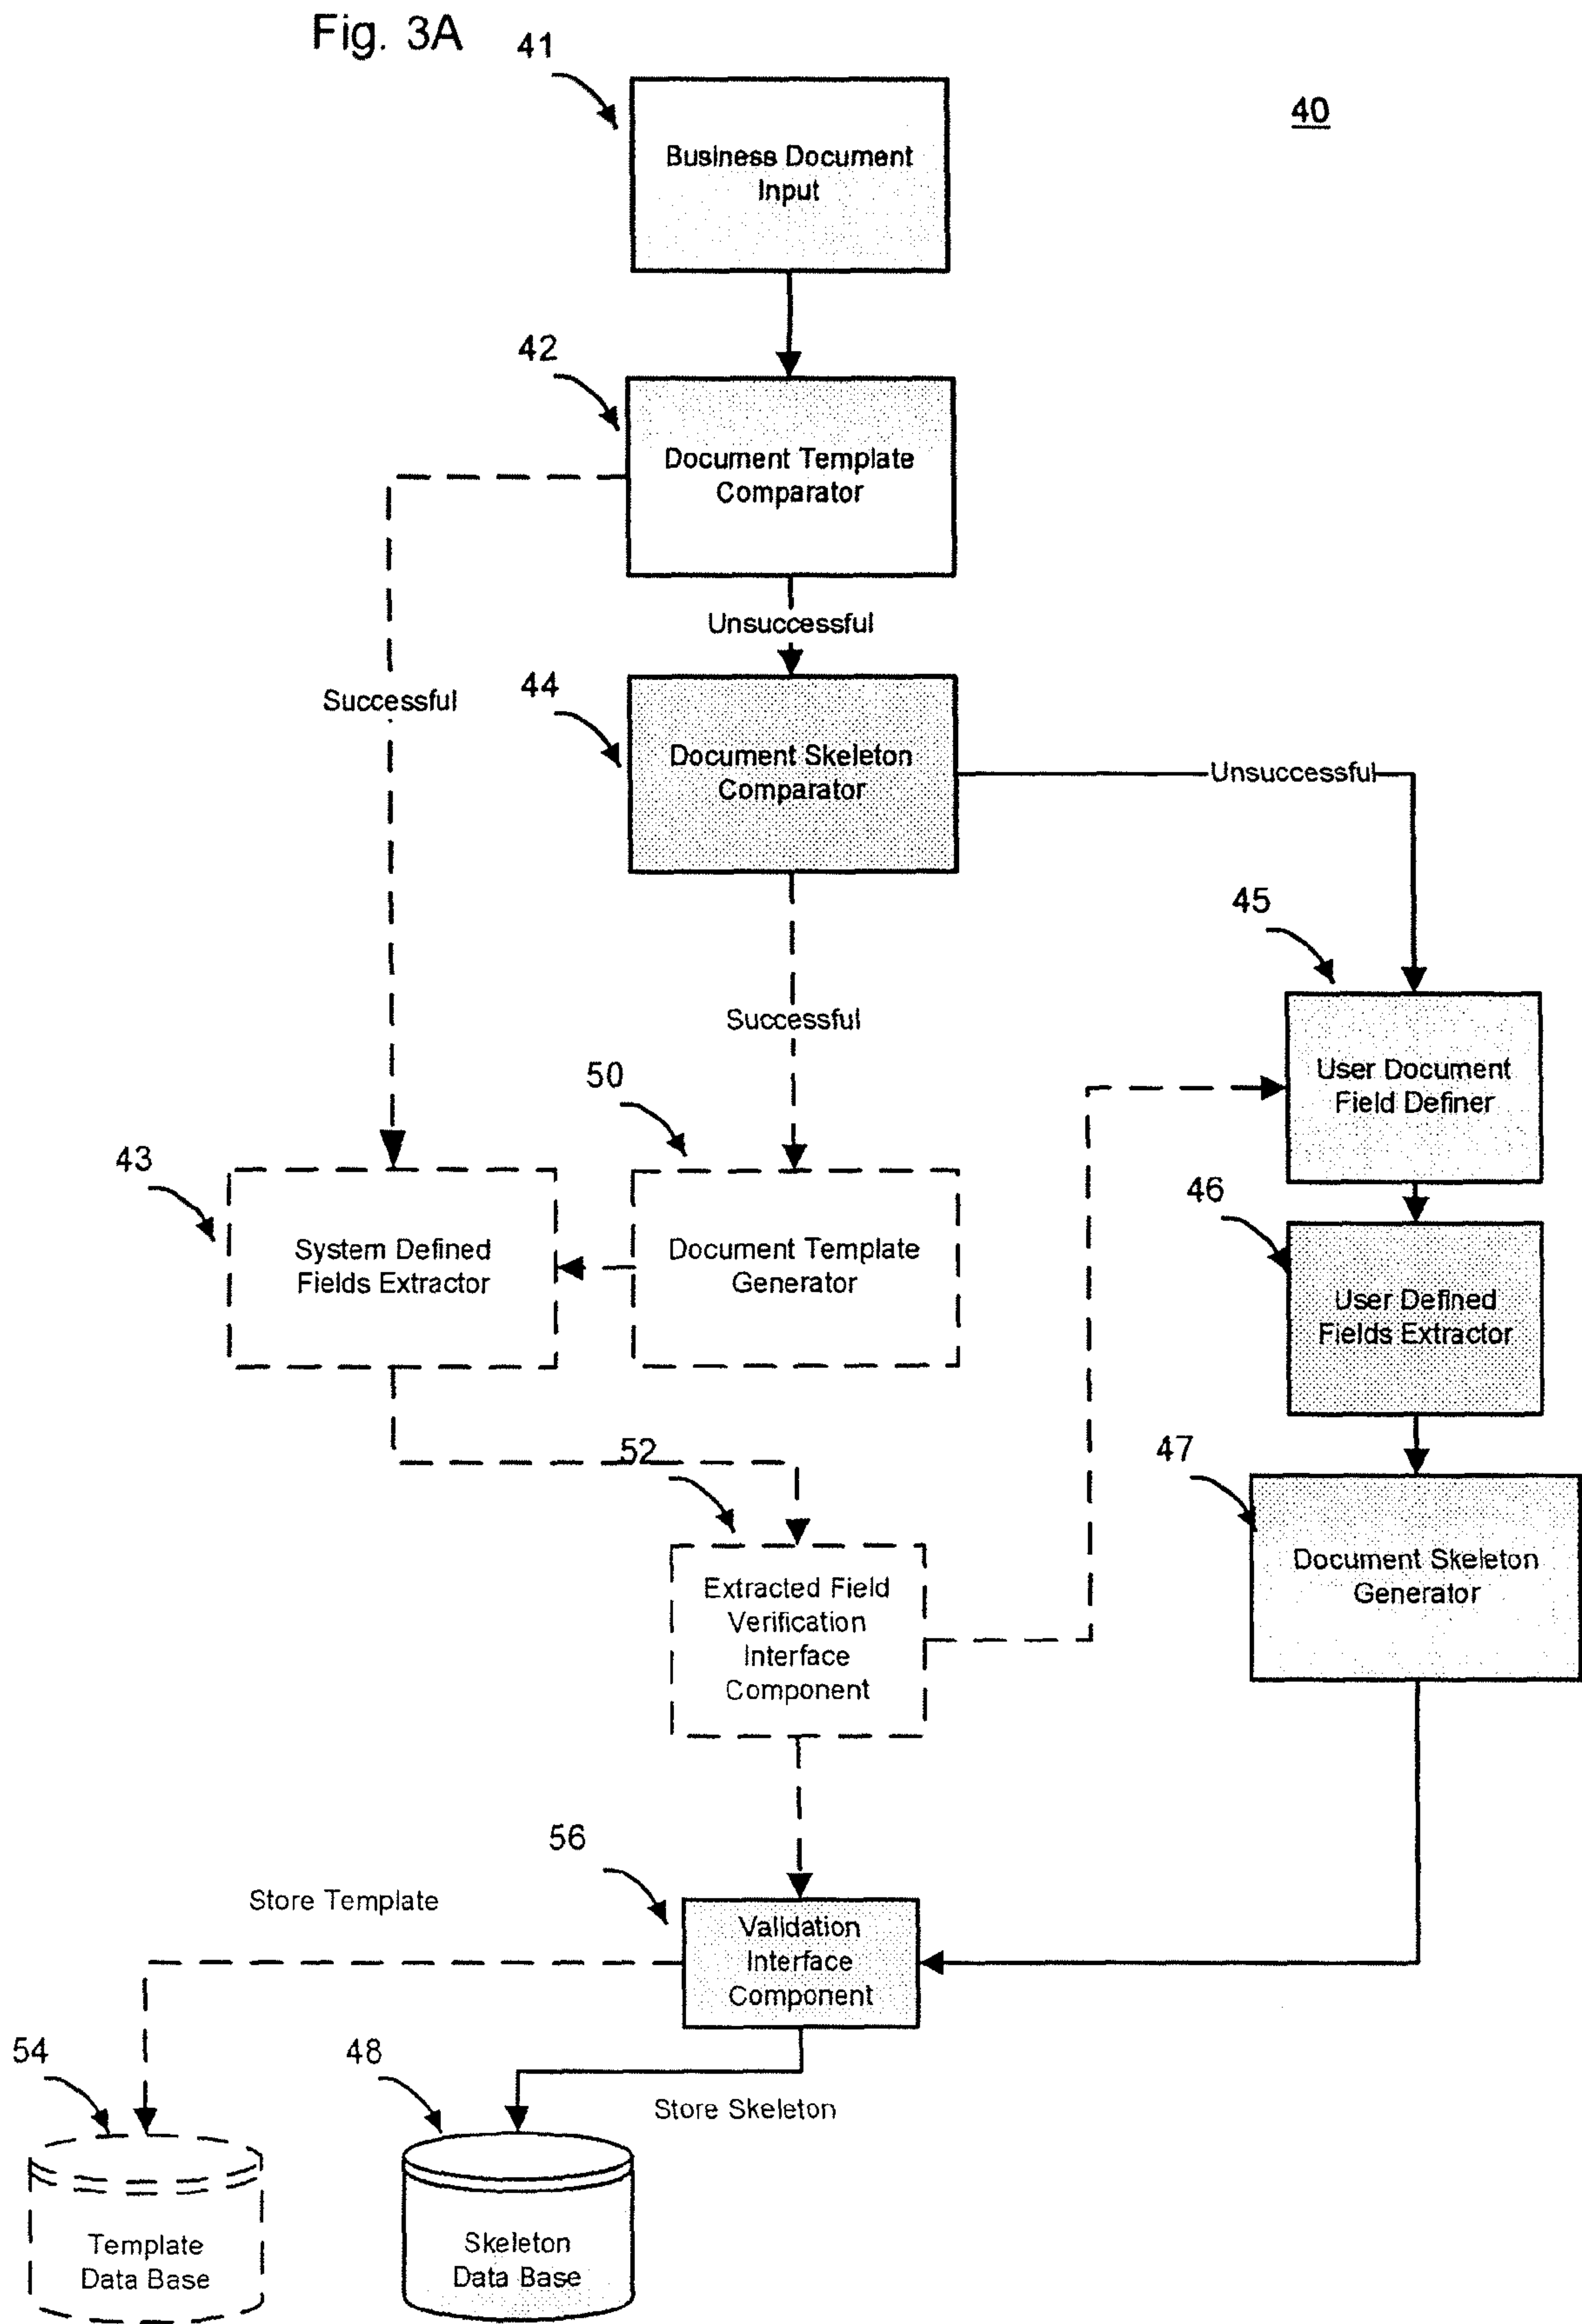 Fig. 3A
41
40
Business Document
Input
42
Document Template
Comparator
Unsuccessful
Successful
44
Document Skeleton
Comparator
Unsuccessful
45
Successful
User Document
Field Definer
50
43
46
System Defined
Fields Extractor
Document Template
Generator
User Defined
Fields Extractor
52
47
Extracted Field
Verification
Interface
Component
Document Skeleton
Generator
56
Store Template
Validation
Interface
Component
54
48
Store Skeleton
Template
Data Base
Skeleton
Data Base